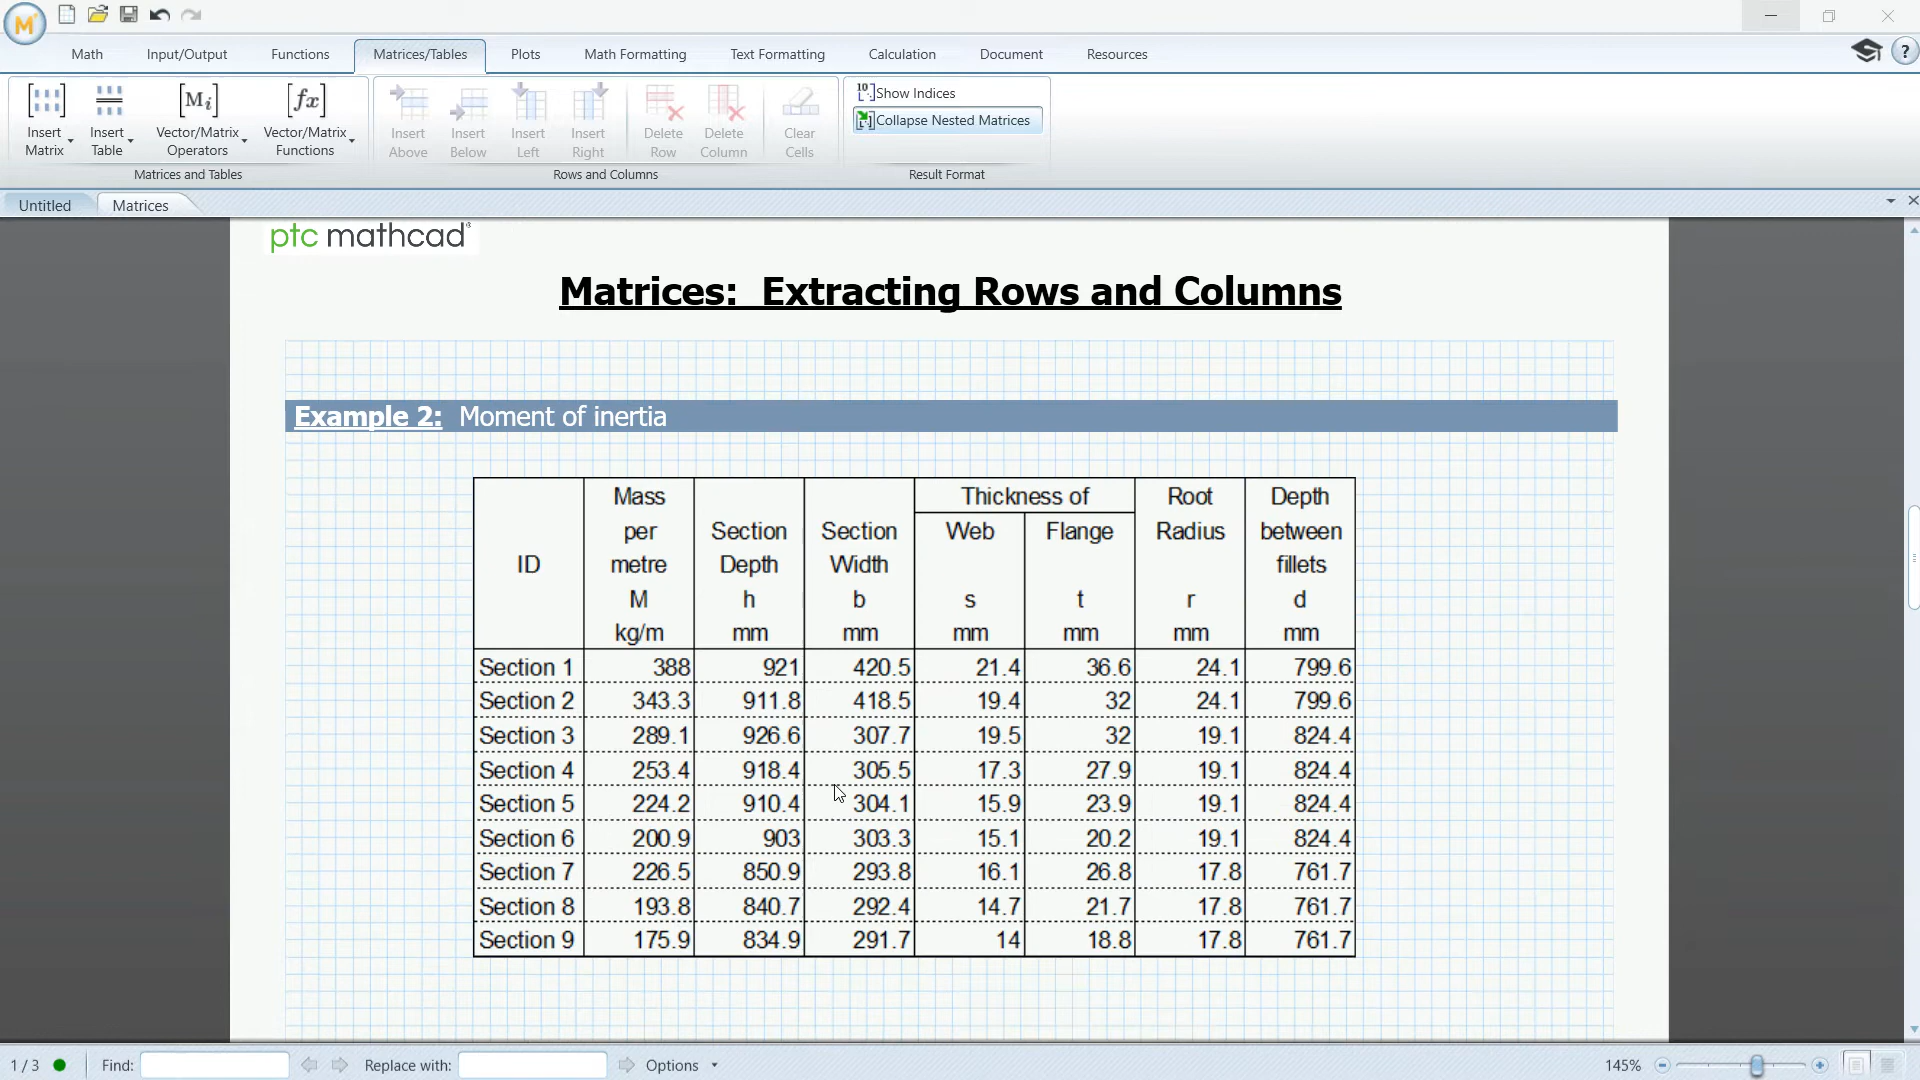 Math Input/Output Functions Matrices/Tables Plots Math Formatting Text Formatting Calculation Document Resources
Insert Matrix
Insert Table
Vector/Matrix Operators
Vector/Matrix Functions
Insert Above
Insert Below
Insert Left
Insert Right
Delete Row
Delete Column
Clear Cells
Show Indices
Collapse Nested Matrices
Matrices and Tables Rows and Columns Result Format
Untitled Matrices
ptc mathcad®
Matrices: Extracting Rows and Columns
Example 2: Moment of inertia
Mass Thickness of Root Depth
per Section Section Web Flange Radius between
ID metre Depth Width fillets
M h b s t r d
kg/m mm mm mm mm mm mm
Section 1 388 921 420.5 21.4 36.6 24.1 799.6
Section 2 343.3 911.8 418.5 19.4 32 24.1 799.6
Section 3 289.1 926.6 307.7 19.5 32 19.1 824.4
Section 4 253.4 918.4 305.5 17.3 27.9 19.1 824.4
Section 5 224.2 910.4 304.1 15.9 23.9 19.1 824.4
Section 6 200.9 903 303.3 15.1 20.2 19.1 824.4
Section 7 226.5 850.9 293.8 16.1 26.8 17.8 761.7
Section 8 193.8 840.7 292.4 14.7 21.7 17.8 761.7
Section 9 175.9 834.9 291.7 14 18.8 17.8 761.7
1 / 3 Find: Replace with: Options 145%